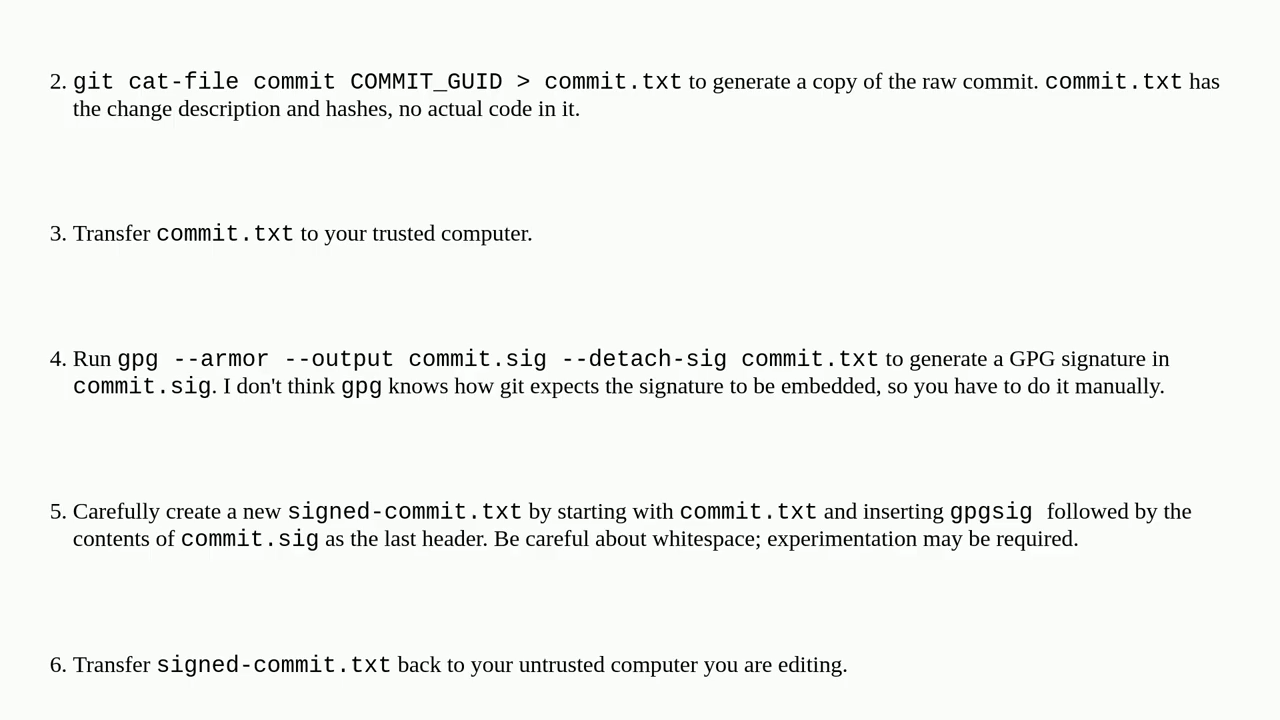 2. git cat-file commit COMMIT_GUID > commit.txt to generate a copy of the raw commit. commit.txt has
the change description and hashes, no actual code in it.
3. Transfer commit.txt to your trusted computer.
4. Run gpg --armor --output commit.sig --detach-sig commit.txt to generate a GPG signature in
commit.sig. I don't think gpg knows how git expects the signature to be embedded, so you have to do it manually.
5. Carefully create a new signed-commit.txt by starting with commit.txt and inserting gpgsig followed by the
contents of commit.sig as the last header. Be careful about whitespace; experimentation may be required.
6. Transfer signed-commit.txt back to your untrusted computer you are editing.